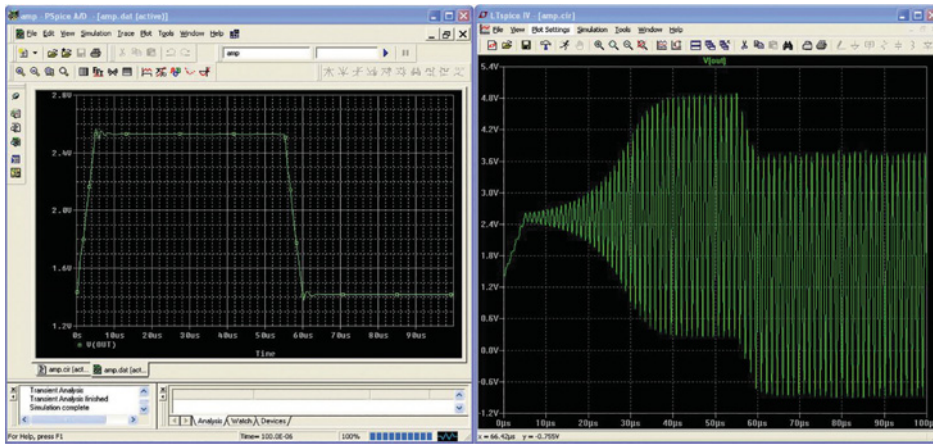 amp - PSpice A/D - [amp.dat (active)]
File Edit View Simulation Trace Plot Tools Window Help
amp
2.8V
2.4V
2.0V
1.6V
1.2V
0s 10us 20us 30us 40us 50us 60us 70us 80us 90us
V(OUT)
Time
amp.cir (act... amp.dat (act...
Transient Analysis
Transient Analysis finished
Simulation complete
Analysis Watch Devices
For Help, press F1 Time= 100.0E-06 100%
LTspice IV - [amp.cir]
File View Plot Settings Simulation Tools Window Help
V(out)
5.4V
4.8V
4.2V
3.6V
3.0V
2.4V
1.8V
1.2V
0.6V
0.0V
-0.6V
-1.2V
0µs 10µs 20µs 30µs 40µs 50µs 60µs 70µs 80µs 90µs 100µs
x = 66.42µs y = -0.755V